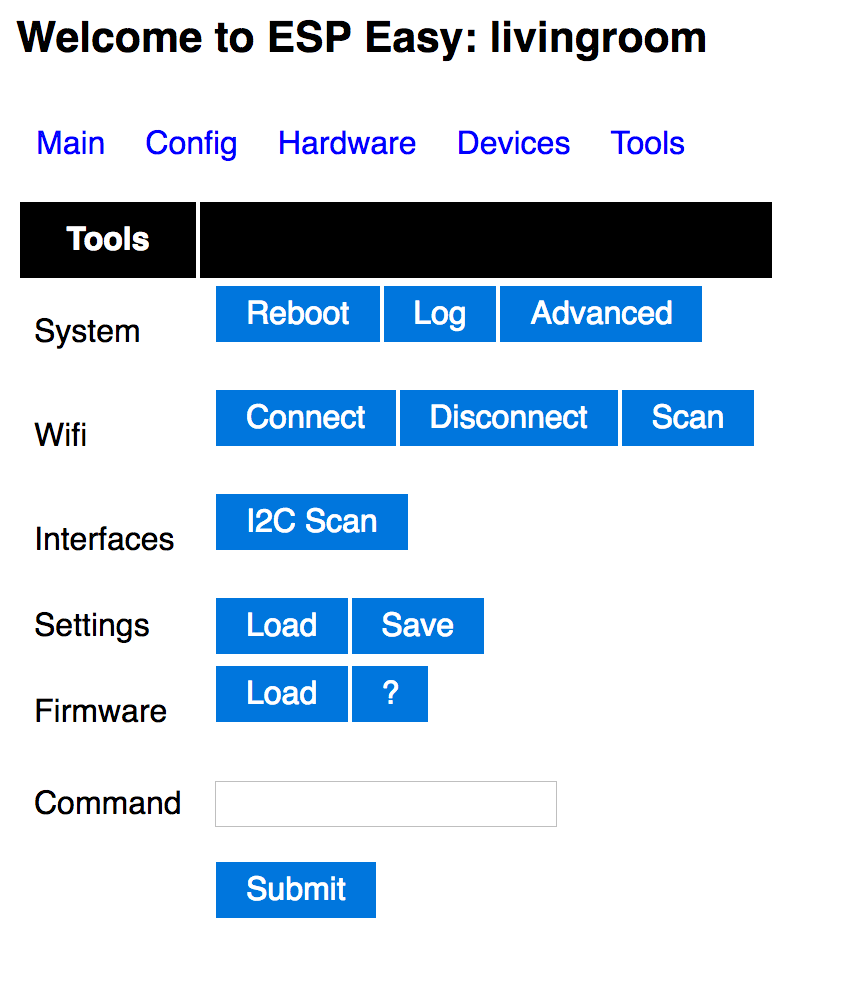 Welcome to ESP Easy: livingroom
Main Config Hardware Devices Tools
Tools
System Reboot Log Advanced
Wifi Connect Disconnect Scan
Interfaces I2C Scan
Settings Load Save
Firmware Load ?
Command
Submit